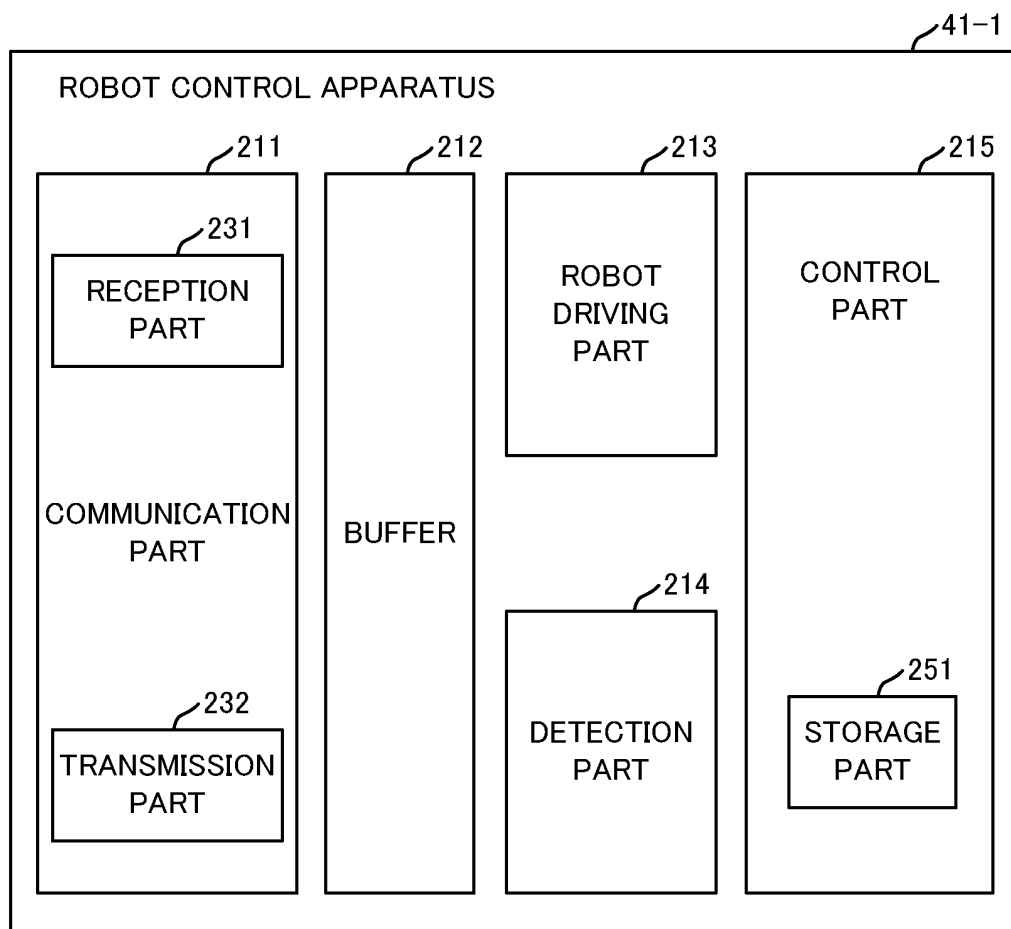 41-1
ROBOT CONTROL APPARATUS
211
212
213
215
231
RECEPTION
PART
ROBOT
DRIVING
PART
CONTROL
PART
COMMUNICATION
PART
BUFFER
214
232
TRANSMISSION
PART
DETECTION
PART
251
STORAGE
PART